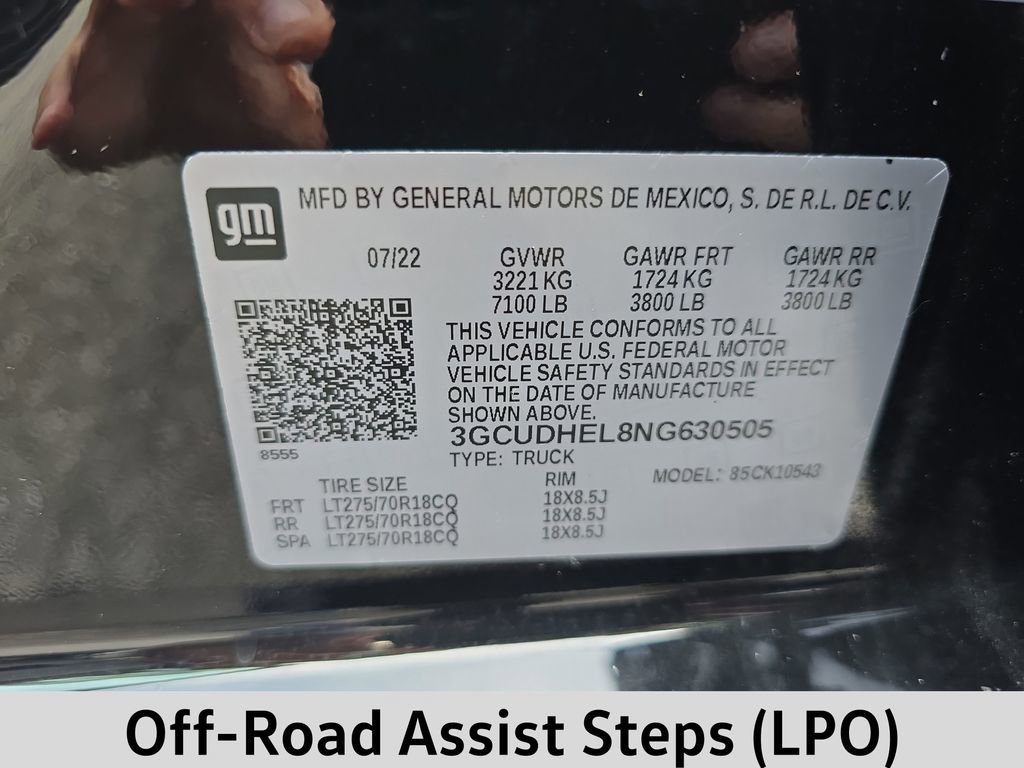 gm
MFD BY GENERAL MOTORS DE MEXICO, S. DE R.L. DE C.V.
07/22 GVWR GAWR FRT GAWR RR
3221 KG 1724 KG 1724 KG
7100 LB 3800 LB 3800 LB
THIS VEHICLE CONFORMS TO ALL
APPLICABLE U.S. FEDERAL MOTOR
VEHICLE SAFETY STANDARDS IN EFFECT
ON THE DATE OF MANUFACTURE
SHOWN ABOVE.
3GCUDHEL8NG630505
8555
TYPE: TRUCK
MODEL: 85CK10543
TIRE SIZE RIM
FRT LT275/70R18CQ 18X8.5J
RR LT275/70R18CQ 18X8.5J
SPA LT275/70R18CQ 18X8.5J
Off-Road Assist Steps (LPO)